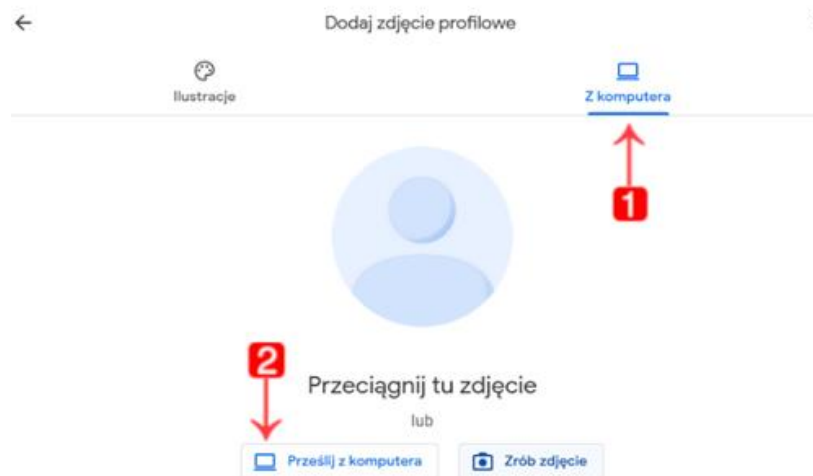 Dodaj zdjęcie profilowe
Ilustracje
Z komputera
1
2
Przeciągnij tu zdjęcie
lub
Prześlij z komputera
Zrób zdjęcie